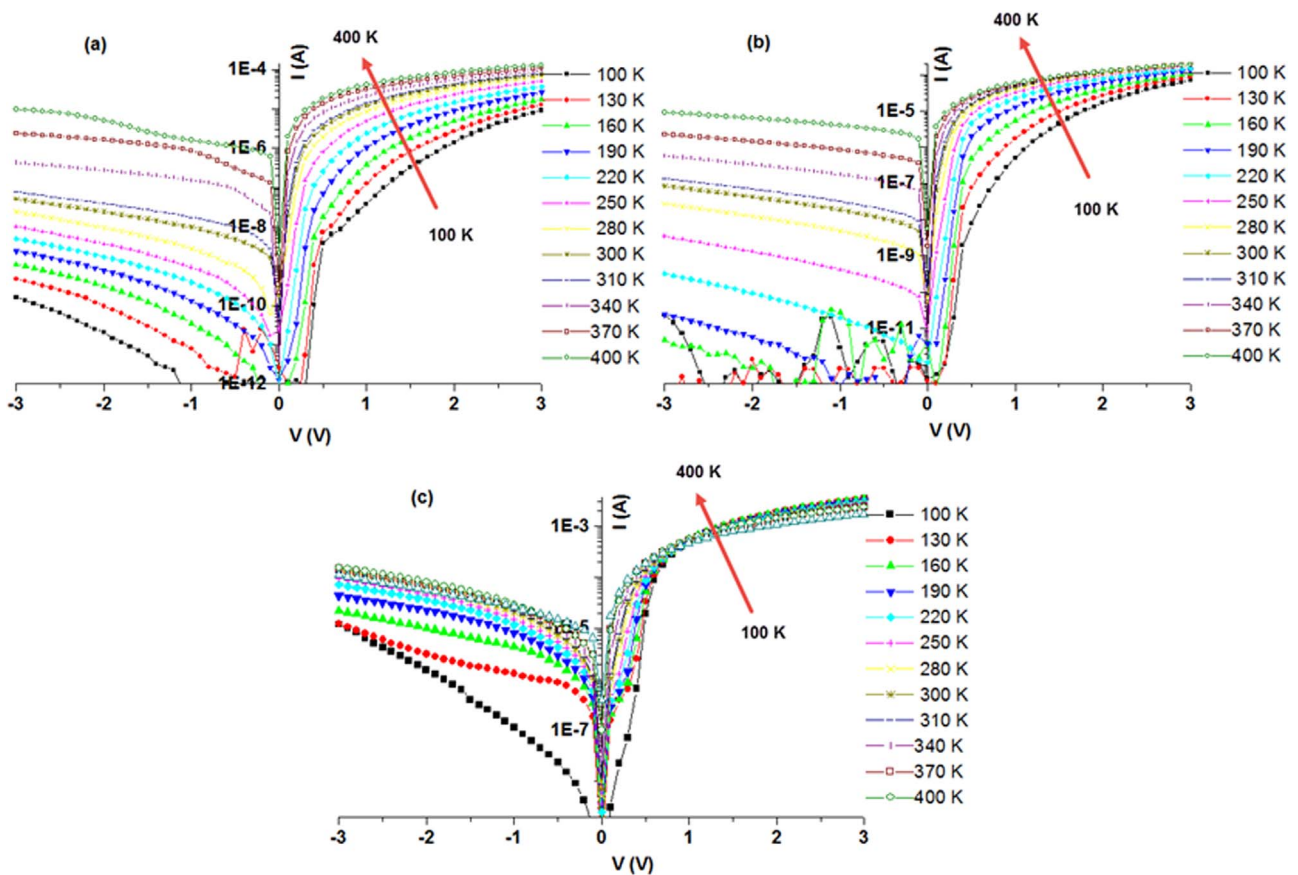 (a)
400 K
I (A)
1E-4
1E-6
1E-8
1E-10
1E-12
100 K
-3 -2 -1 0 1 2 3
V (V)
100 K
130 K
160 K
190 K
220 K
250 K
280 K
300 K
310 K
340 K
370 K
400 K
(b)
400 K
I (A)
1E-5
1E-7
1E-9
1E-11
100 K
-3 -2 -1 0 1 2 3
V (V)
100 K
130 K
160 K
190 K
220 K
250 K
280 K
300 K
310 K
340 K
370 K
400 K
(c)
400 K
I (A)
1E-3
1E-7
100 K
-3 -2 -1 0 1 2 3
V (V)
100 K
130 K
160 K
190 K
220 K
250 K
280 K
300 K
310 K
340 K
370 K
400 K